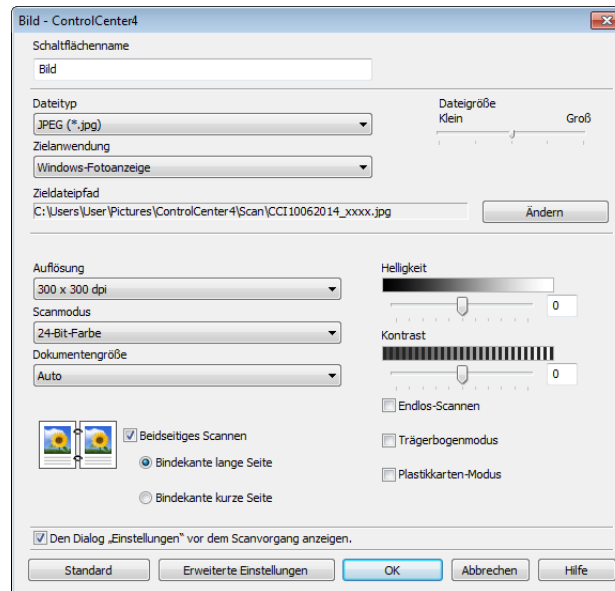 Bild - ControlCenter4
Schaltflächenname
Bild
Dateityp
JPEG (*.jpg)
Dateigröße
Klein Groß
Zielanwendung
Windows-Fotoanzeige
Zieldateipfad
C:\Users\User\Pictures\ControlCenter4\Scan\CCI10062014_xxxx.jpg
Ändern
Auflösung
300 x 300 dpi
Scanmodus
24-Bit-Farbe
Dokumentengröße
Auto
Helligkeit
0
Kontrast
0
Endlos-Scannen
Trägerbogenmodus
Plastikkarten-Modus
Beidseitiges Scannen
Bindekante lange Seite
Bindekante kurze Seite
Den Dialog „Einstellungen“ vor dem Scanvorgang anzeigen.
Standard Erweiterte Einstellungen OK Abbrechen Hilfe